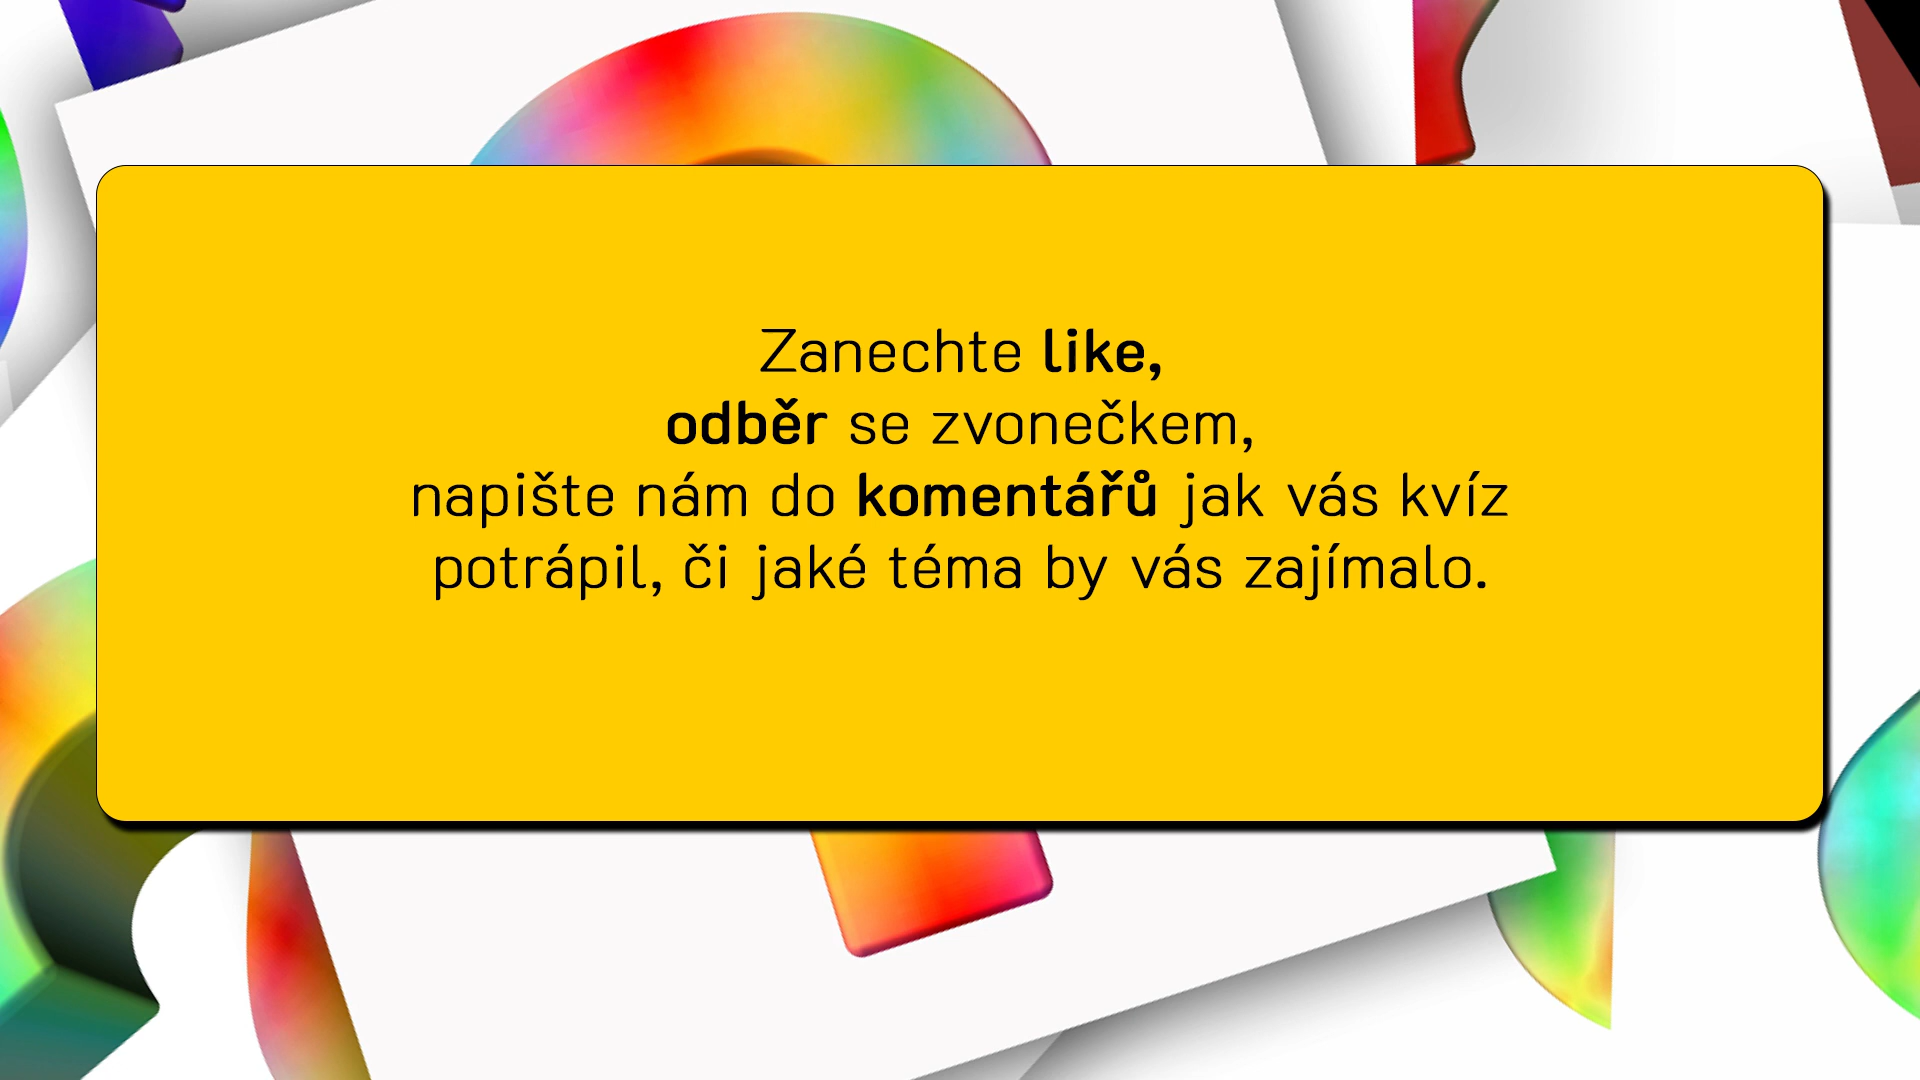 Zanechte like,
odběr se zvonečkem,
napište nám do komentářů jak vás kvíz
potrápil, či jaké téma by vás zajímalo.